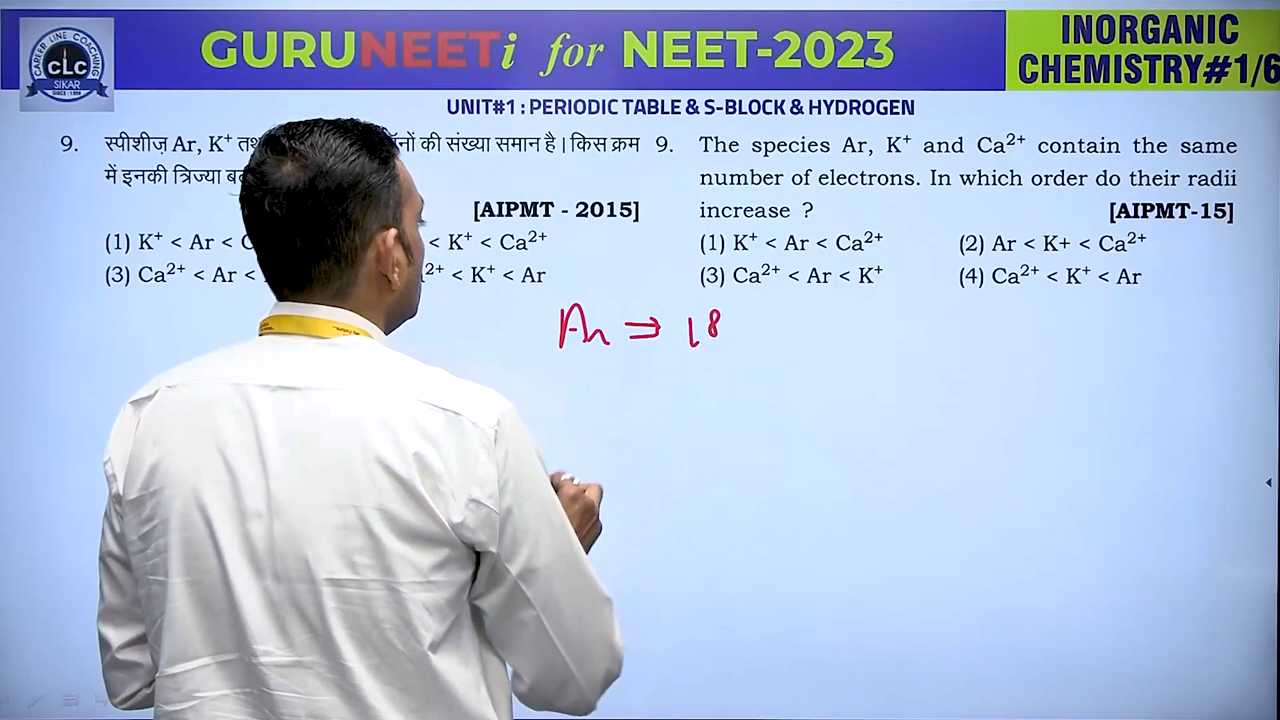 CAREER LINE COACHING
CLC
SIKAR
SINCE : 1996
GURUNEETi for NEET-2023
INORGANIC
CHEMISTRY#1/6
UNIT#1 : PERIODIC TABLE & S-BLOCK & HYDROGEN
9. स्पीशीज़ Ar, K⁺ की संख्या समान है। किस क्रम
में इनकी त्रिज्या
[AIPMT - 2015]
(1) K⁺ < Ar < < K⁺ < Ca²⁺
(3) Ca²⁺ < Ar < < K⁺ < Ar
9. The species Ar, K⁺ and Ca²⁺ contain the same
number of electrons. In which order do their radii
increase ? [AIPMT-15]
(1) K⁺ < Ar < Ca²⁺ (2) Ar < K+ < Ca²⁺
(3) Ca²⁺ < Ar < K⁺ (4) Ca²⁺ < K⁺ < Ar
Ar ⇒ 18